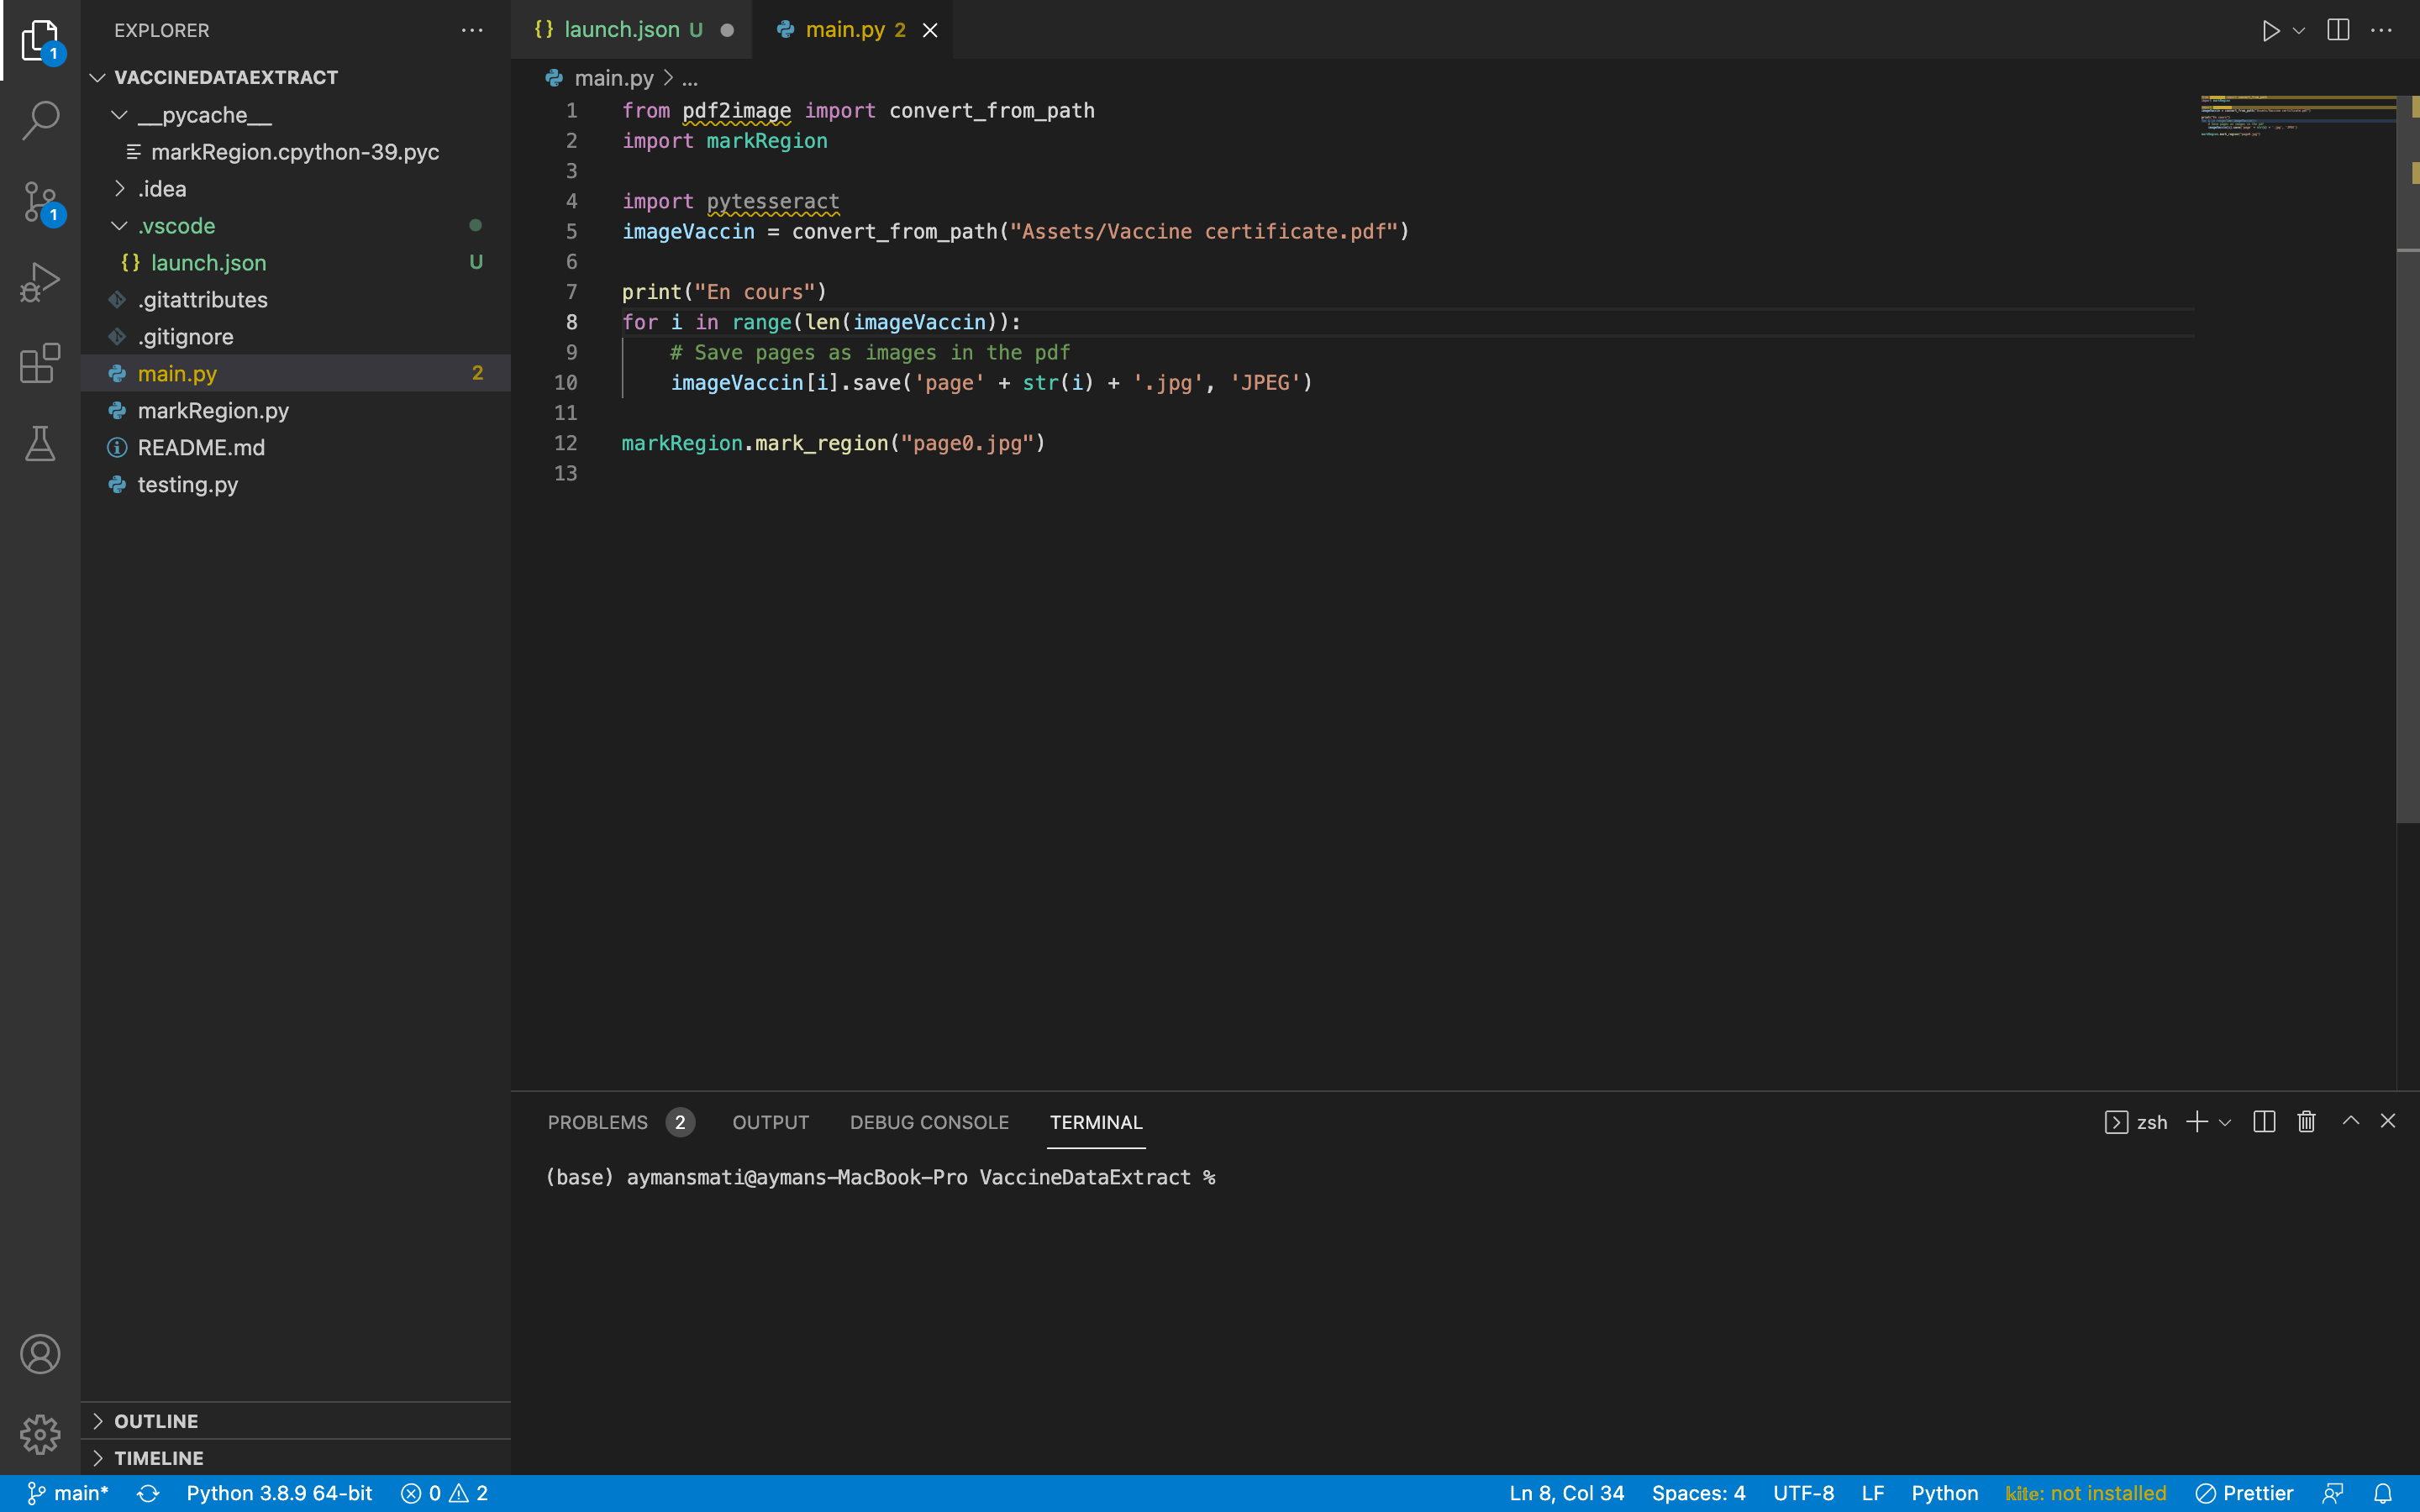 EXPLORER
VACCINEDATAEXTRACT
__pycache__
markRegion.cpython-39.pyc
.idea
.vscode
{} launch.json U
.gitattributes
.gitignore
main.py 2
markRegion.py
README.md
testing.py
OUTLINE
TIMELINE
1
1
{} launch.json U
main.py 2
main.py > ...
1 from pdf2image import convert_from_path
2 import markRegion
3
4 import pytesseract
5 imageVaccin = convert_from_path("Assets/Vaccine certificate.pdf")
6
7 print("En cours")
8 for i in range(len(imageVaccin)):
9 # Save pages as images in the pdf
10 imageVaccin[i].save('page' + str(i) + '.jpg', 'JPEG')
11
12 markRegion.mark_region("page0.jpg")
13
PROBLEMS 2 OUTPUT DEBUG CONSOLE TERMINAL zsh
(base) aymansmati@aymans-MacBook-Pro VaccineDataExtract %
main* Python 3.8.9 64-bit 0 2 Ln 8, Col 34 Spaces: 4 UTF-8 LF Python kite: not installed Prettier